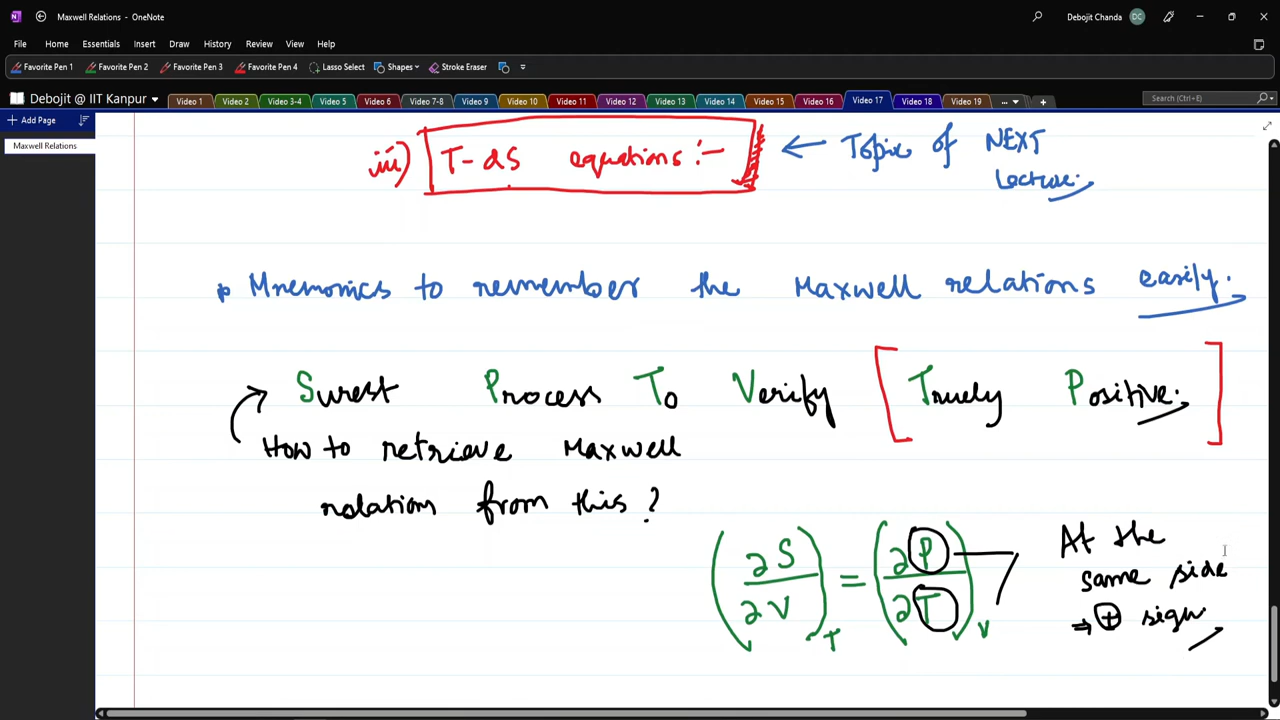 Maxwell Relations - OneNote
Debojit Chanda DC
File Home Essentials Insert Draw History Review View Help
Favorite Pen 1 Favorite Pen 2 Favorite Pen 3 Favorite Pen 4 Lasso Select Shapes Stroke Eraser
Debojit @ IIT Kanpur Video 1 Video 2 Video 3-4 Video 5 Video 6 Video 7-8 Video 9 Video 10 Video 11 Video 12 Video 13 Video 14 Video 15 Video 16 Video 17 Video 18 Video 19 ... + Search (Ctrl+E)
+ Add Page
Maxwell Relations
iii) T-dS equations:- ← Topic of NEXT
Lecture.
Mnemonics to remember the Maxwell relations easily.
Surest Process To Verify [Truely Positive.]
How to retrieve Maxwell
relation from this?
(∂S/∂V)_T = (∂P/∂T)_V
At the
same side
⇒ ⊕ sign